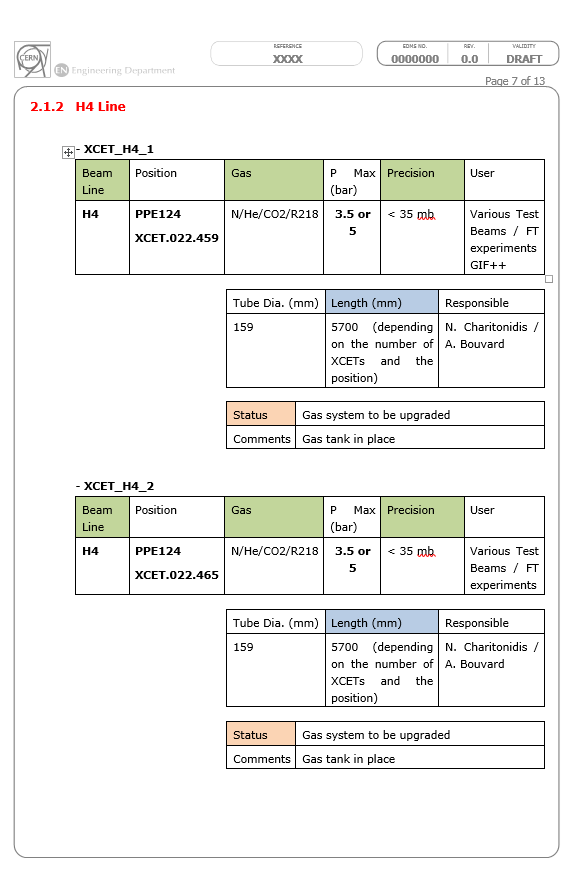 CERN
EN Engineering Department
REFERENCE
XXXX
EDMS NO.
REV.
VALIDITY
0000000
0.0
DRAFT
Page 7 of 13
2.1.2 H4 Line
- XCET_H4_1
Beam Line
Position
Gas
P Max (bar)
Precision
User
H4
PPE124
XCET.022.459
N/He/CO2/R218
3.5 or
5
< 35 mb
Various Test
Beams / FT
experiments
GIF++
Tube Dia. (mm)
Length (mm)
Responsible
159
5700 (depending
on the number of
XCETs and the
position)
N. Charitonidis /
A. Bouvard
Status
Gas system to be upgraded
Comments
Gas tank in place
- XCET_H4_2
Beam Line
Position
Gas
P Max (bar)
Precision
User
H4
PPE124
XCET.022.465
N/He/CO2/R218
3.5 or
5
< 35 mb
Various Test
Beams / FT
experiments
Tube Dia. (mm)
Length (mm)
Responsible
159
5700 (depending
on the number of
XCETs and the
position)
N. Charitonidis /
A. Bouvard
Status
Gas system to be upgraded
Comments
Gas tank in place